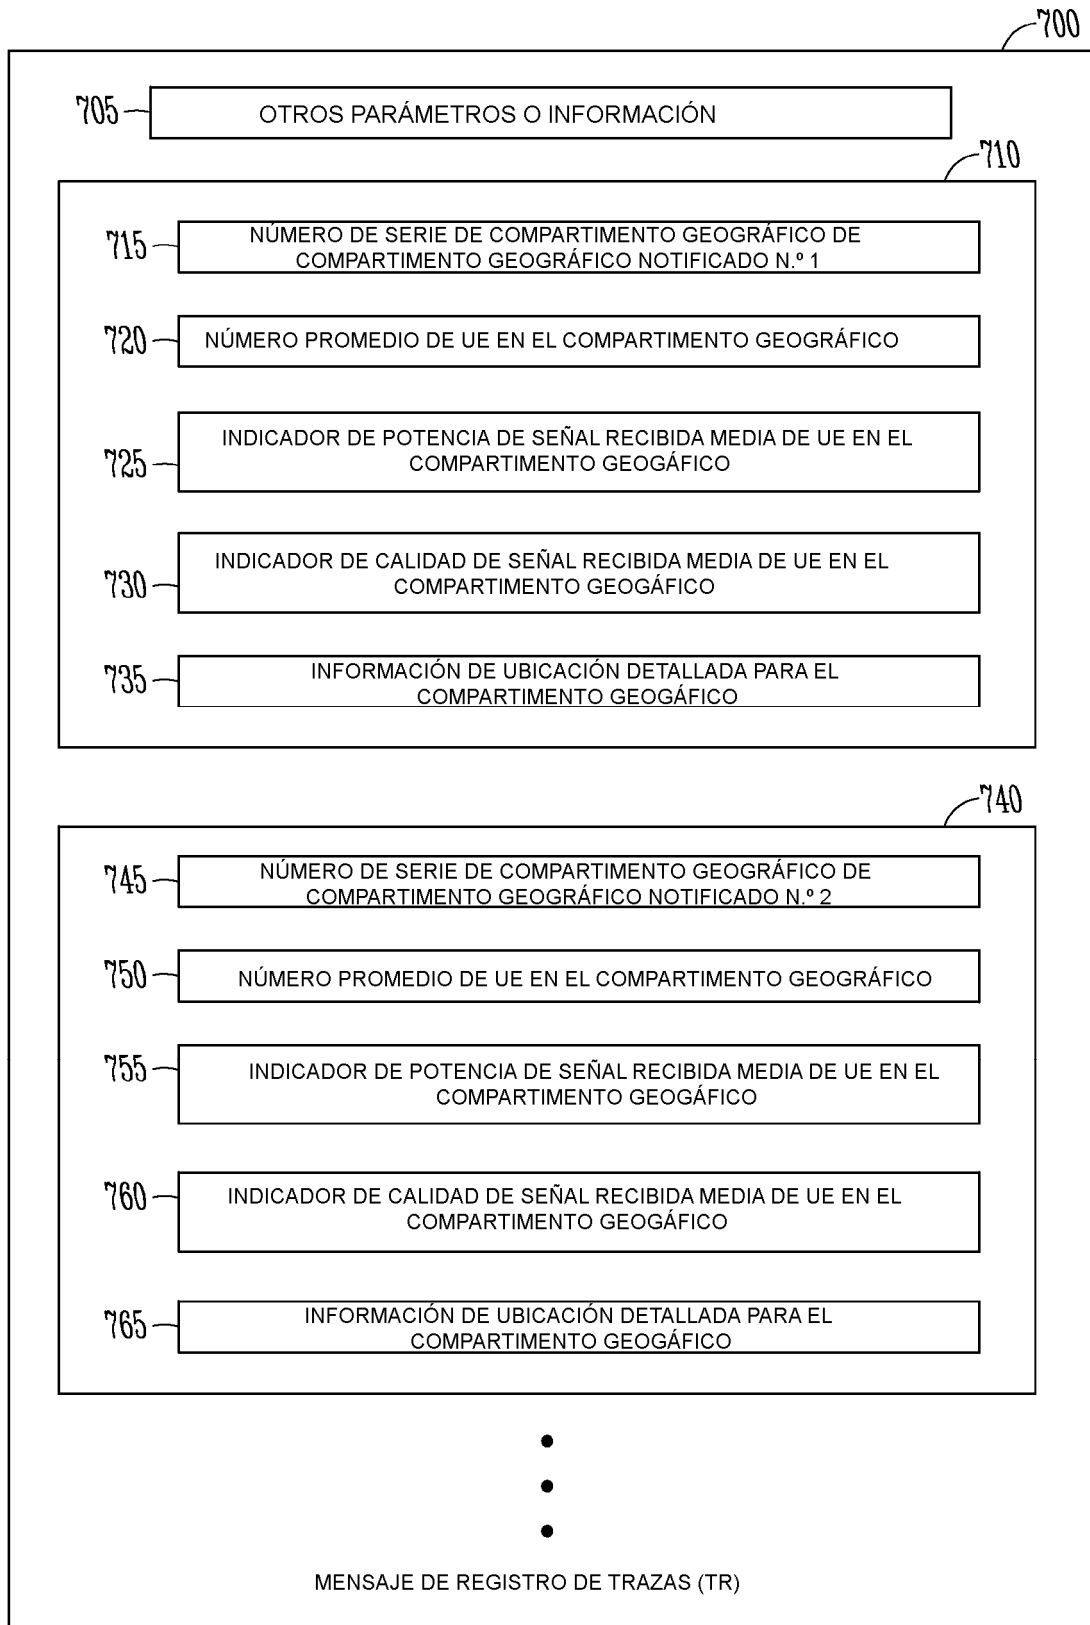 700
705 OTROS PARÁMETROS O INFORMACIÓN
710
715 NÚMERO DE SERIE DE COMPARTIMENTO GEOGRÁFICO DE
COMPARTIMENTO GEOGRÁFICO NOTIFICADO N.º 1
720 NÚMERO PROMEDIO DE UE EN EL COMPARTIMENTO GEOGRÁFICO
725 INDICADOR DE POTENCIA DE SEÑAL RECIBIDA MEDIA DE UE EN EL
COMPARTIMENTO GEOGÁFICO
730 INDICADOR DE CALIDAD DE SEÑAL RECIBIDA MEDIA DE UE EN EL
COMPARTIMENTO GEOGÁFICO
735 INFORMACIÓN DE UBICACIÓN DETALLADA PARA EL
COMPARTIMENTO GEOGÁFICO
740
745 NÚMERO DE SERIE DE COMPARTIMENTO GEOGRÁFICO DE
COMPARTIMENTO GEOGRÁFICO NOTIFICADO N.º 2
750 NÚMERO PROMEDIO DE UE EN EL COMPARTIMENTO GEOGRÁFICO
755 INDICADOR DE POTENCIA DE SEÑAL RECIBIDA MEDIA DE UE EN EL
COMPARTIMENTO GEOGÁFICO
760 INDICADOR DE CALIDAD DE SEÑAL RECIBIDA MEDIA DE UE EN EL
COMPARTIMENTO GEOGÁFICO
765 INFORMACIÓN DE UBICACIÓN DETALLADA PARA EL
COMPARTIMENTO GEOGÁFICO
MENSAJE DE REGISTRO DE TRAZAS (TR)